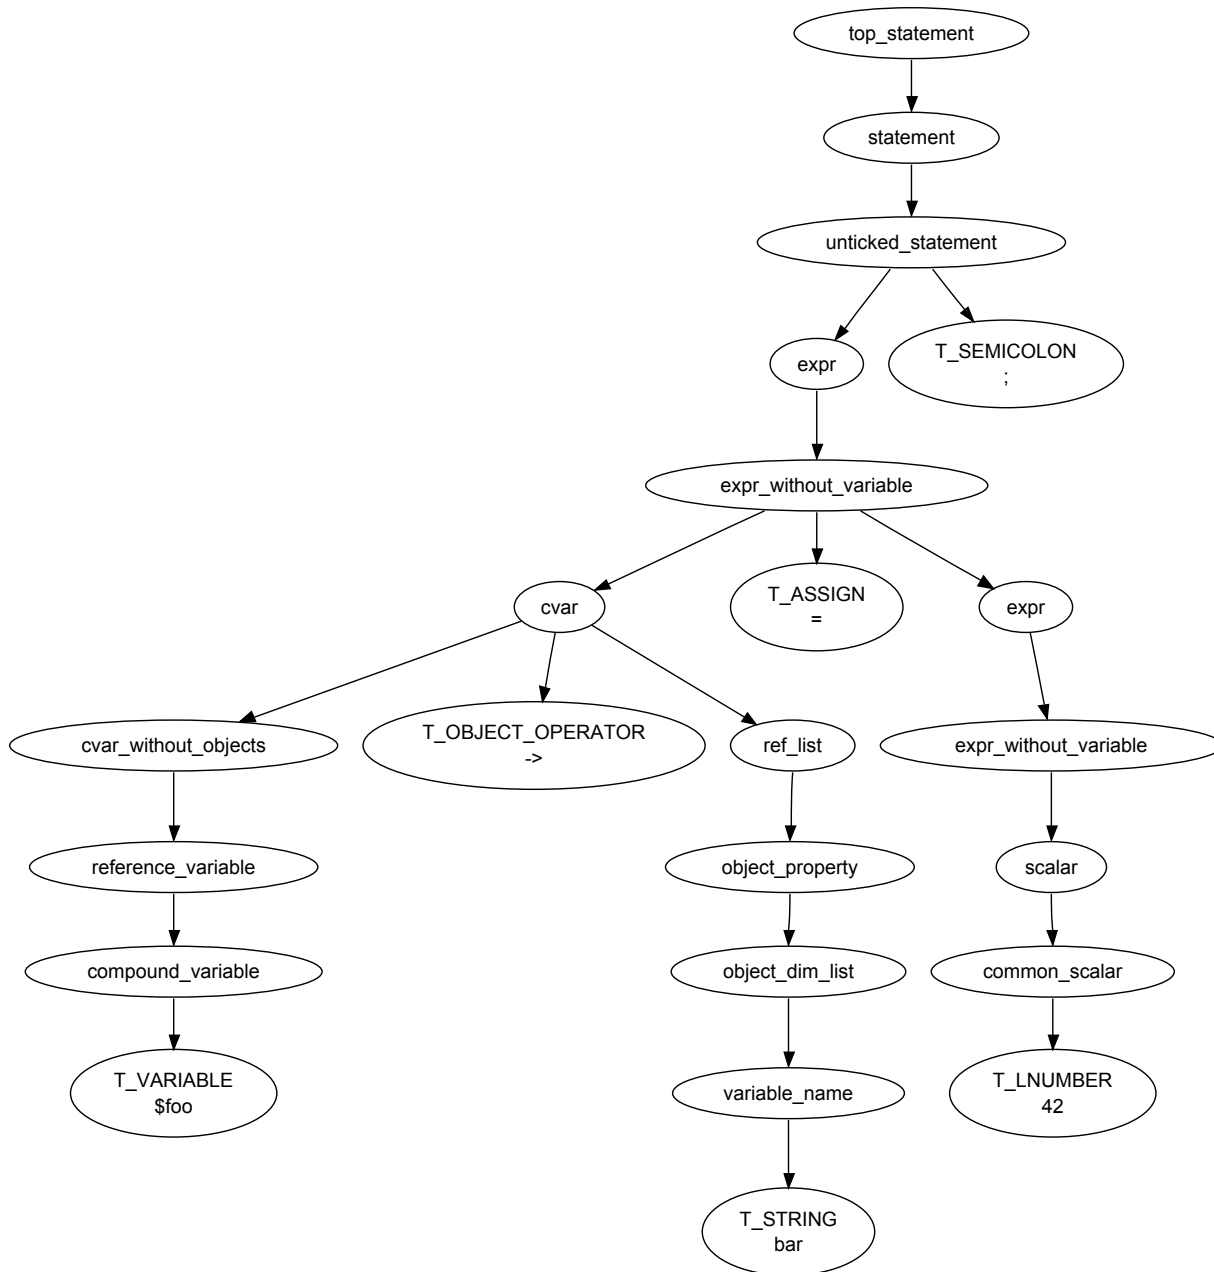 top_statement
statement
unticked_statement
expr
T_SEMICOLON
;
expr_without_variable
cvar
T_ASSIGN
=
expr
cvar_without_objects
T_OBJECT_OPERATOR
->
ref_list
expr_without_variable
reference_variable
object_property
scalar
compound_variable
object_dim_list
common_scalar
T_VARIABLE
$foo
variable_name
T_LNUMBER
42
T_STRING
bar